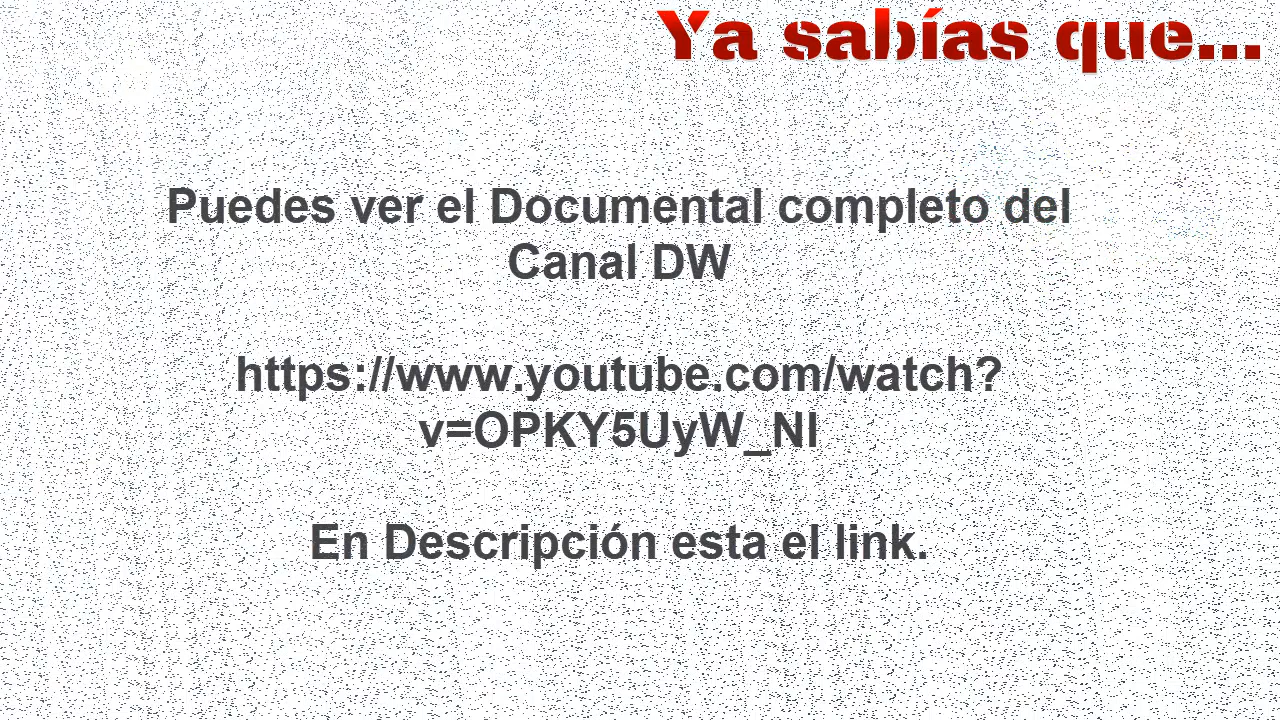 Ya sabías que...
Puedes ver el Documental completo del
Canal DW
https://www.youtube.com/watch?
v=OPKY5UyW_NI
En Descripción esta el link.